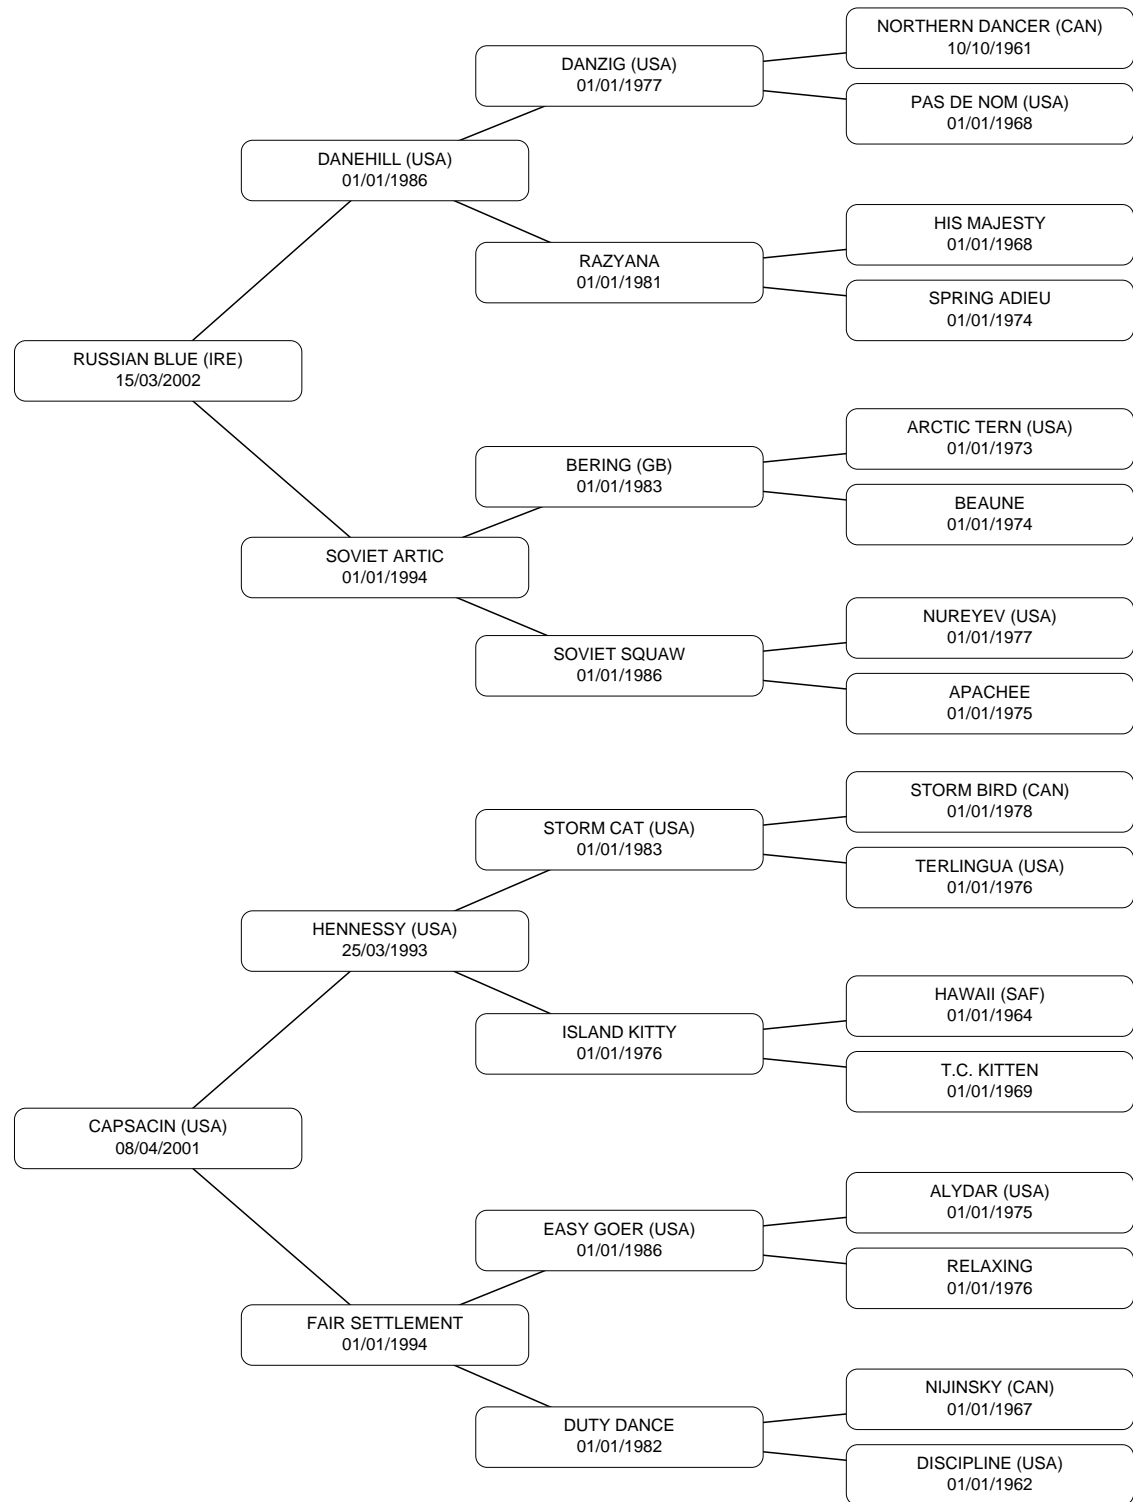 NORTHERN DANCER (CAN)
10/10/1961
DANZIG (USA)
01/01/1977
PAS DE NOM (USA)
01/01/1968
DANEHILL (USA)
01/01/1986
HIS MAJESTY
01/01/1968
RAZYANA
01/01/1981
SPRING ADIEU
01/01/1974
RUSSIAN BLUE (IRE)
15/03/2002
ARCTIC TERN (USA)
01/01/1973
BERING (GB)
01/01/1983
BEAUNE
01/01/1974
SOVIET ARTIC
01/01/1994
NUREYEV (USA)
01/01/1977
SOVIET SQUAW
01/01/1986
APACHEE
01/01/1975
STORM BIRD (CAN)
01/01/1978
STORM CAT (USA)
01/01/1983
TERLINGUA (USA)
01/01/1976
HENNESSY (USA)
25/03/1993
HAWAII (SAF)
01/01/1964
ISLAND KITTY
01/01/1976
T.C. KITTEN
01/01/1969
CAPSACIN (USA)
08/04/2001
ALYDAR (USA)
01/01/1975
EASY GOER (USA)
01/01/1986
RELAXING
01/01/1976
FAIR SETTLEMENT
01/01/1994
NIJINSKY (CAN)
01/01/1967
DUTY DANCE
01/01/1982
DISCIPLINE (USA)
01/01/1962